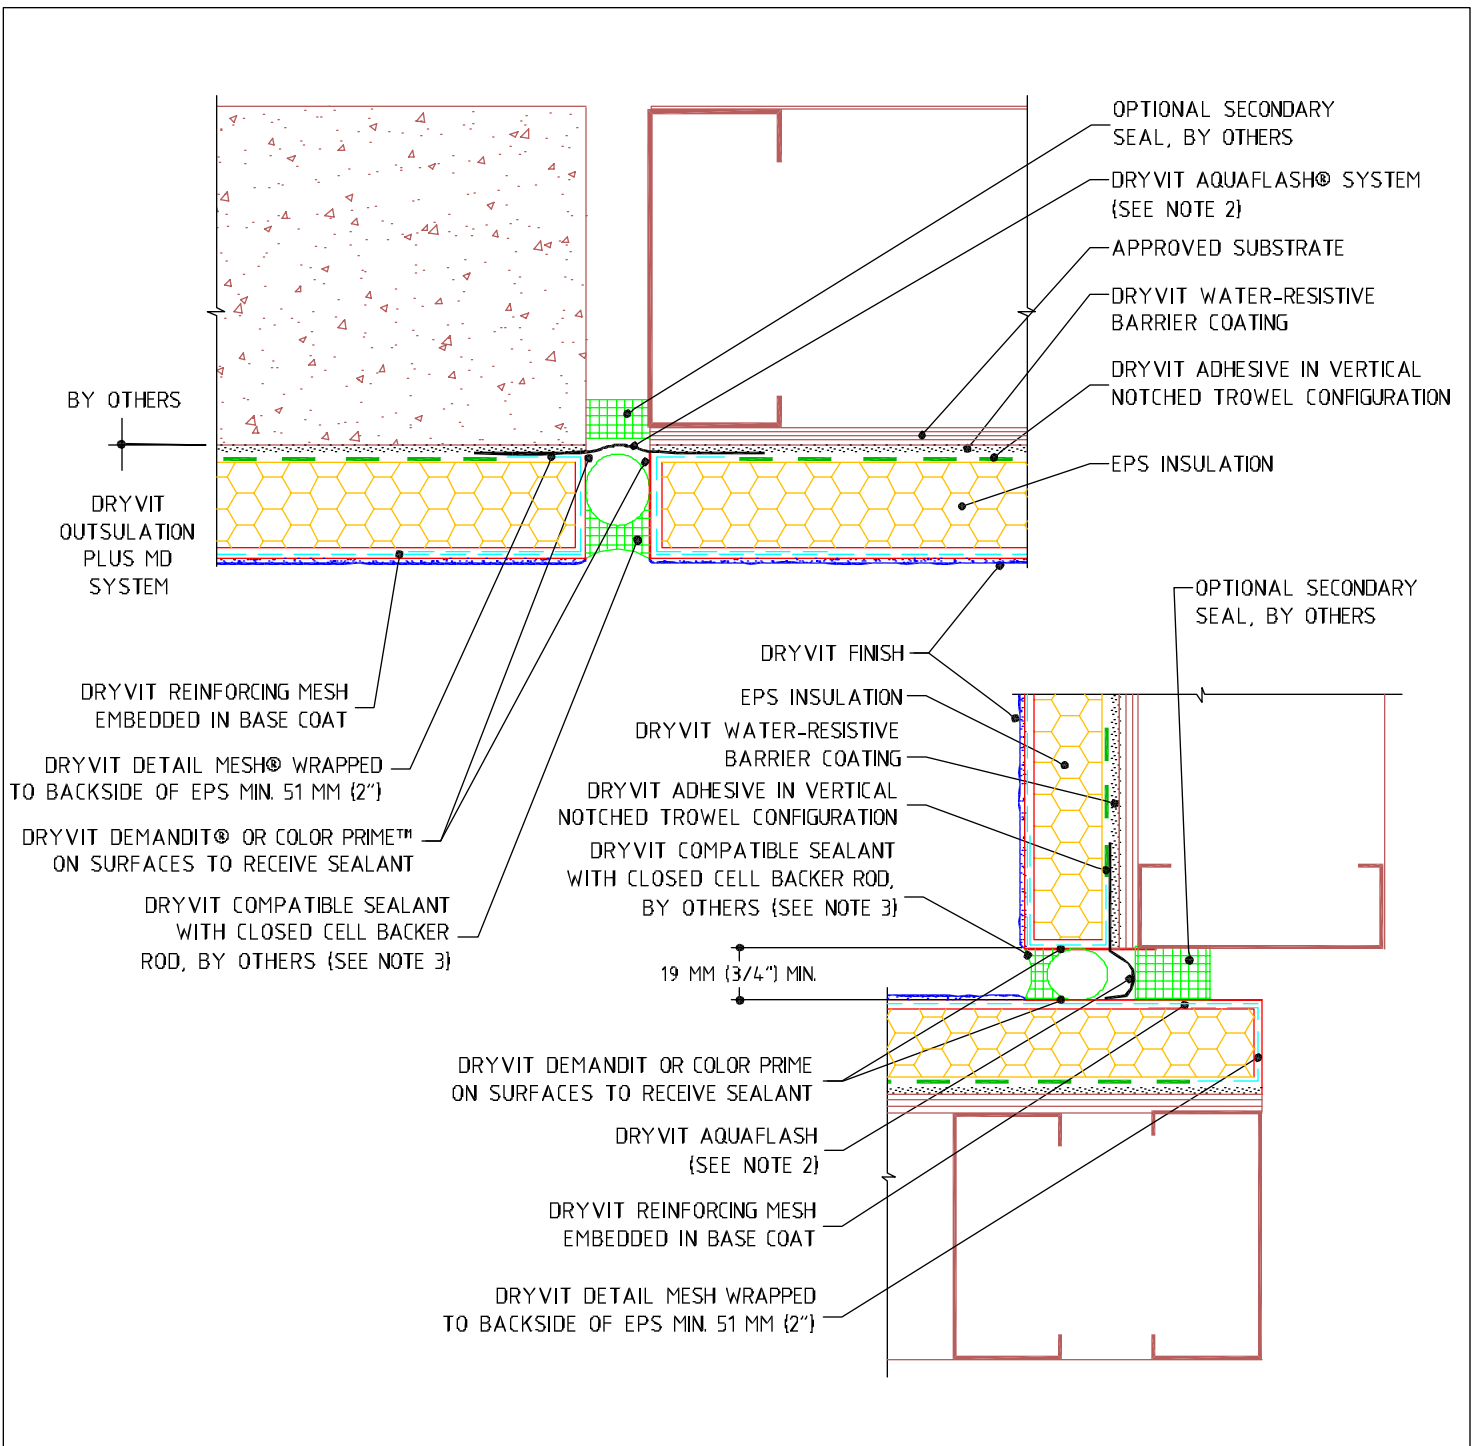 OPTIONAL SECONDARY
SEAL, BY OTHERS
DRYVIT AQUAFLASH® SYSTEM
(SEE NOTE 2)
APPROVED SUBSTRATE
DRYVIT WATER-RESISTIVE
BARRIER COATING
DRYVIT ADHESIVE IN VERTICAL
NOTCHED TROWEL CONFIGURATION
EPS INSULATION
BY OTHERS
DRYVIT
OUTSULATION
PLUS MD
SYSTEM
DRYVIT REINFORCING MESH
EMBEDDED IN BASE COAT
DRYVIT DETAIL MESH® WRAPPED
TO BACKSIDE OF EPS MIN. 51 MM (2")
DRYVIT DEMANDIT® OR COLOR PRIME™
ON SURFACES TO RECEIVE SEALANT
DRYVIT COMPATIBLE SEALANT
WITH CLOSED CELL BACKER
ROD, BY OTHERS (SEE NOTE 3)
OPTIONAL SECONDARY
SEAL, BY OTHERS
DRYVIT FINISH
EPS INSULATION
DRYVIT WATER-RESISTIVE
BARRIER COATING
DRYVIT ADHESIVE IN VERTICAL
NOTCHED TROWEL CONFIGURATION
DRYVIT COMPATIBLE SEALANT
WITH CLOSED CELL BACKER ROD,
BY OTHERS (SEE NOTE 3)
19 MM (3/4") MIN.
DRYVIT DEMANDIT OR COLOR PRIME
ON SURFACES TO RECEIVE SEALANT
DRYVIT AQUAFLASH
(SEE NOTE 2)
DRYVIT REINFORCING MESH
EMBEDDED IN BASE COAT
DRYVIT DETAIL MESH WRAPPED
TO BACKSIDE OF EPS MIN. 51 MM (2")